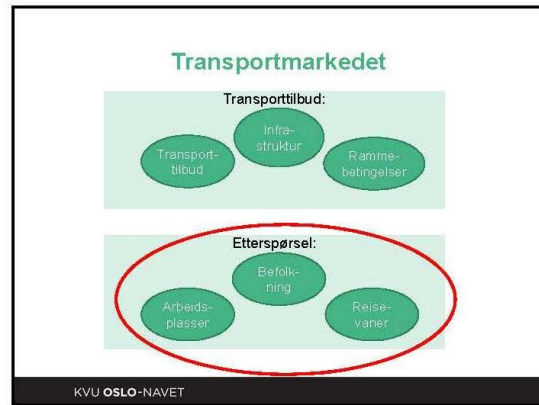 Transportmarkedet
Transporttilbud:
Infra-
struktur
Transport-
tilbud
Ramme-
betingelser
Etterspørsel:
Befolk-
ning
Arbeids-
plasser
Reise-
vaner
KVU OSLO-NAVET